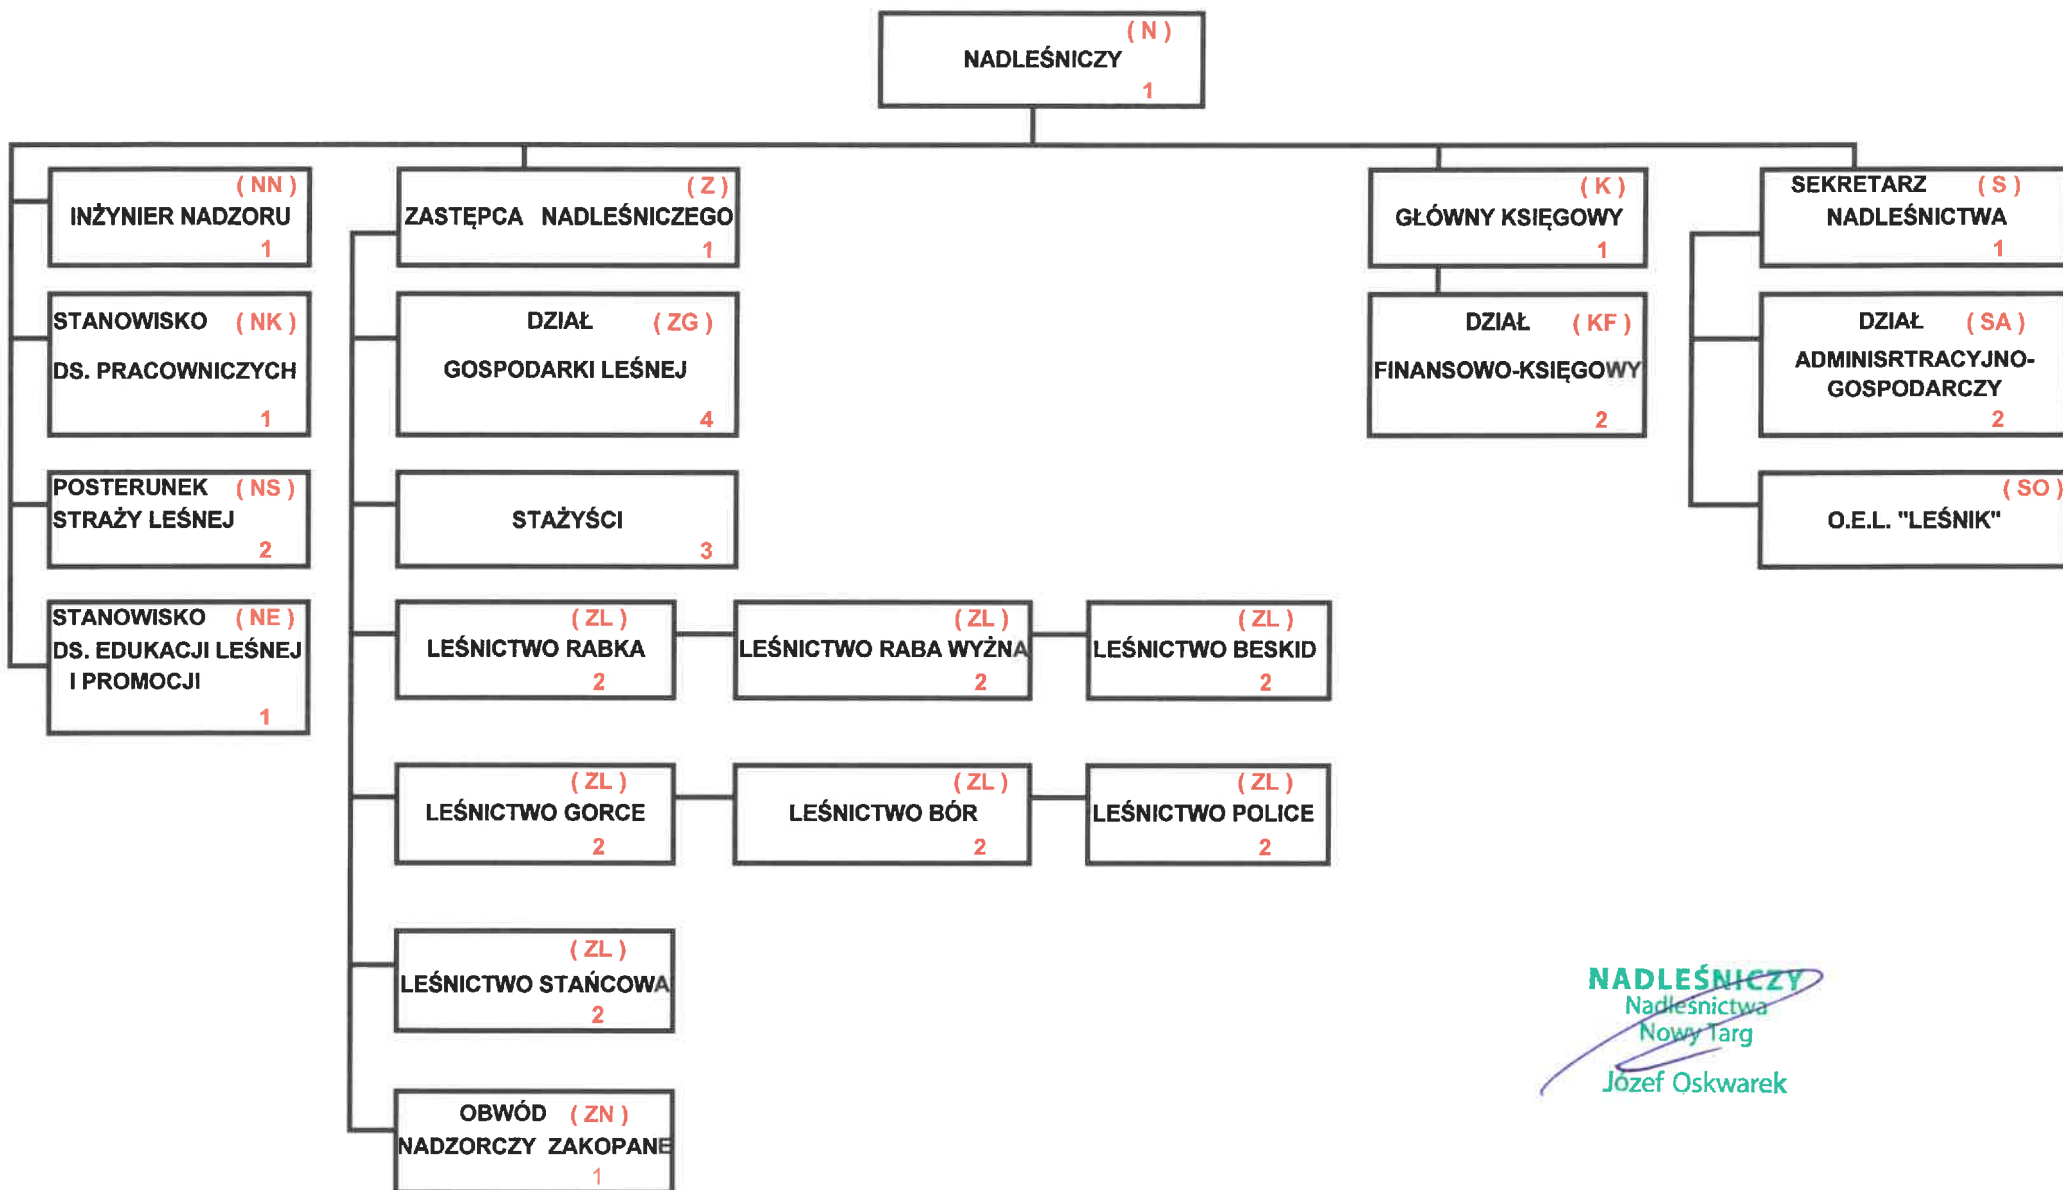 ( N )
NADLEŚNICZY
1
( NN )
INŻYNIER NADZORU
1
STANOWISKO ( NK )
DS. PRACOWNICZYCH
1
POSTERUNEK ( NS )
STRAŻY LEŚNEJ
2
STANOWISKO ( NE )
DS. EDUKACJI LEŚNEJ
I PROMOCJI
1
( Z )
ZASTĘPCA NADLEŚNICZEGO
1
DZIAŁ ( ZG )
GOSPODARKI LEŚNEJ
4
STAŻYŚCI
3
( ZL )
LEŚNICTWO RABKA
2
( ZL )
LEŚNICTWO RABA WYŻNA
2
( ZL )
LEŚNICTWO BESKID
2
( ZL )
LEŚNICTWO GORCE
2
( ZL )
LEŚNICTWO BÓR
2
( ZL )
LEŚNICTWO POLICE
2
( ZL )
LEŚNICTWO STAŃCOWA
2
OBWÓD ( ZN )
NADZORCZY ZAKOPANE
1
( K )
GŁÓWNY KSIĘGOWY
1
DZIAŁ ( KF )
FINANSOWO-KSIĘGOWY
2
SEKRETARZ ( S )
NADLEŚNICTWA
1
DZIAŁ ( SA )
ADMINISRTRACYJNO-
GOSPODARCZY
2
( SO )
O.E.L. "LEŚNIK"
NADLEŚNICZY
Nadleśnictwa
Nowy Targ
Józef Oskwarek